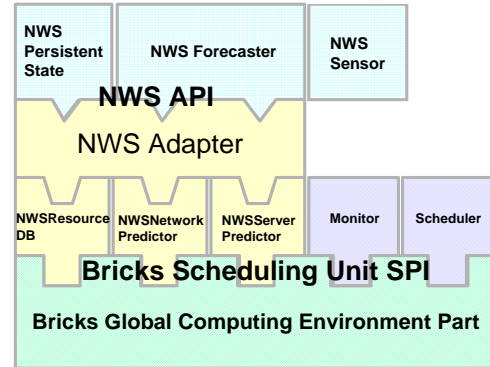 NWS
Persistent
State
NWS Forecaster
NWS
Sensor
NWS API
NWS Adapter
NWSResource
DB
NWSNetwork
Predictor
NWSServer
Predictor
Monitor
Scheduler
Bricks Scheduling Unit SPI
Bricks Global Computing Environment Part